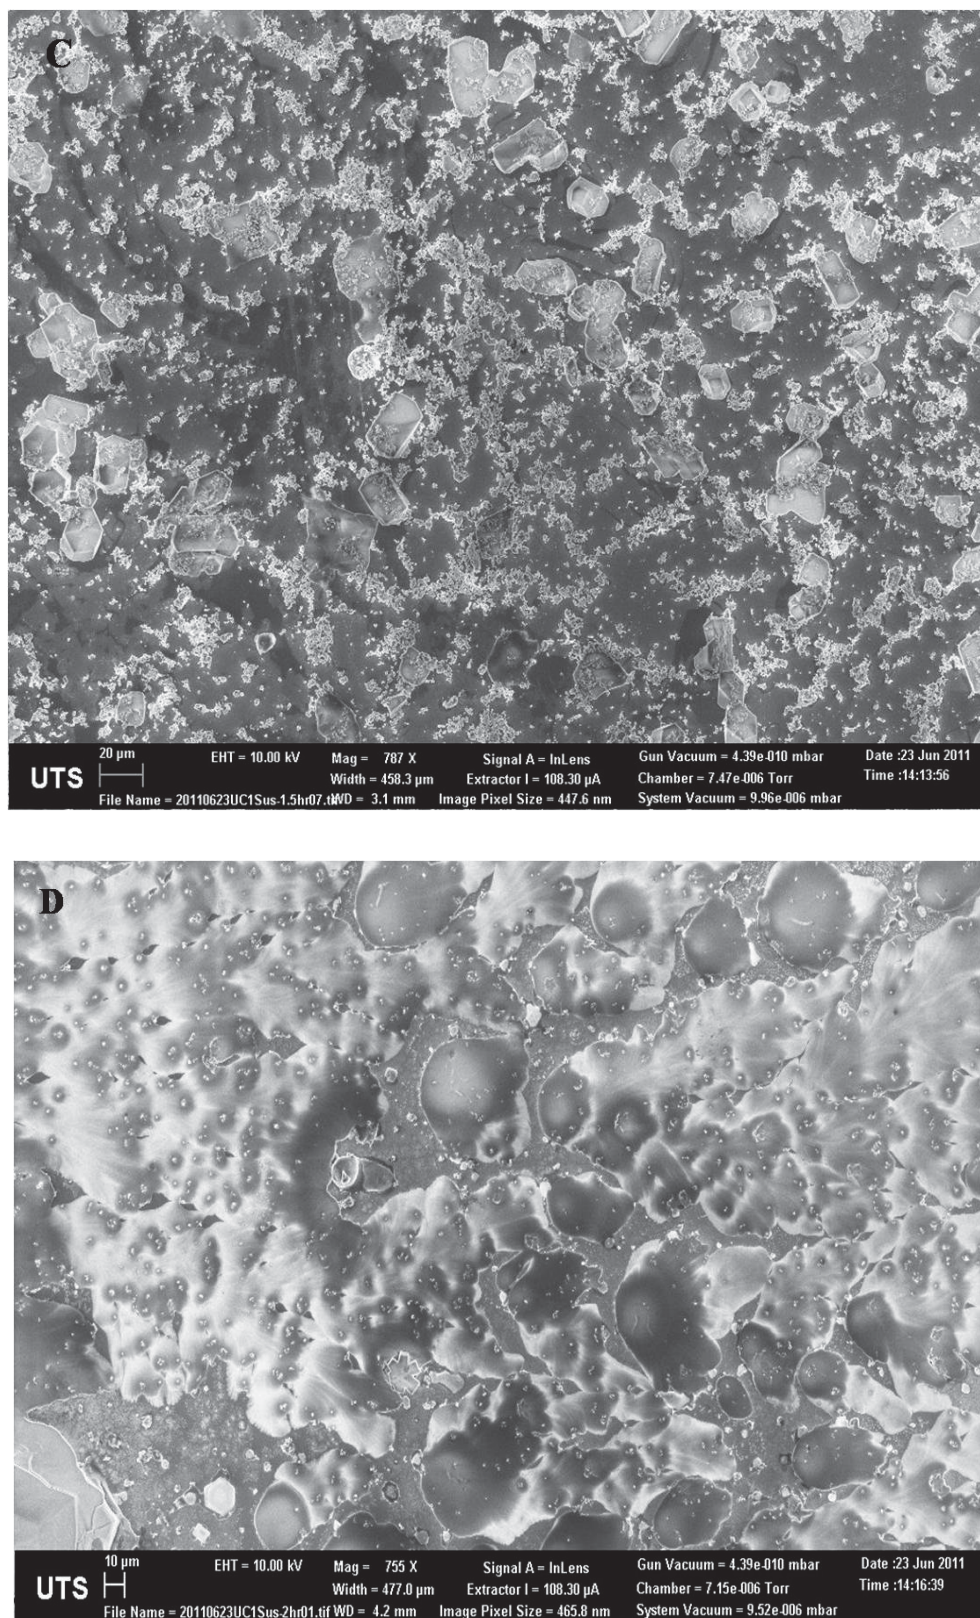 C
20 µm EHT = 10.00 kV Mag = 787 X Signal A = InLens Gun Vacuum = 4.39e-010 mbar Date :23 Jun 2011
UTS Width = 458.3 µm Extractor I = 108.30 µA Chamber = 7.47e-006 Torr Time :14:13:56
File Name = 20110623UC1Sus-1.5hr07.tif WD = 3.1 mm Image Pixel Size = 447.6 nm System Vacuum = 9.96e-006 mbar
D
10 µm EHT = 10.00 kV Mag = 755 X Signal A = InLens Gun Vacuum = 4.39e-010 mbar Date :23 Jun 2011
UTS Width = 477.0 µm Extractor I = 108.30 µA Chamber = 7.15e-006 Torr Time :14:16:39
File Name = 20110623UC1Sus-2hr01.tif WD = 4.2 mm Image Pixel Size = 465.8 nm System Vacuum = 9.52e-006 mbar